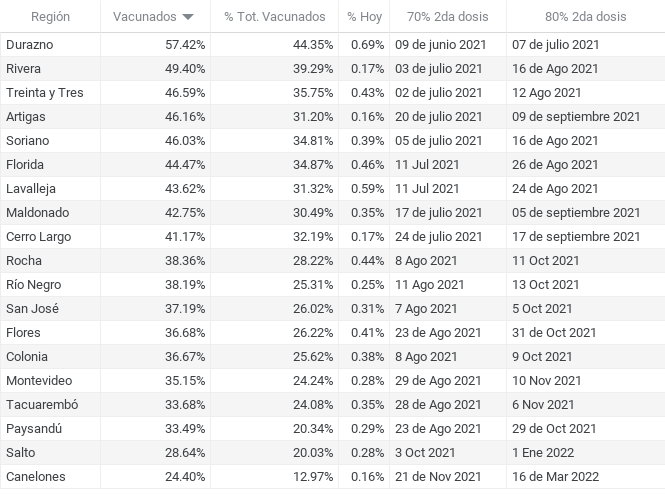 Región Vacunados % Tot. Vacunados % Hoy 70% 2da dosis 80% 2da dosis
Durazno 57.42% 44.35% 0.69% 09 de junio 2021 07 de julio 2021
Rivera 49.40% 39.29% 0.17% 03 de julio 2021 16 de Ago 2021
Treinta y Tres 46.59% 35.75% 0.43% 02 de julio 2021 12 Ago 2021
Artigas 46.16% 31.20% 0.16% 20 de julio 2021 09 de septiembre 2021
Soriano 46.03% 34.81% 0.39% 05 de julio 2021 16 de Ago 2021
Florida 44.47% 34.87% 0.46% 11 Jul 2021 26 de Ago 2021
Lavalleja 43.62% 31.32% 0.59% 11 Jul 2021 24 de Ago 2021
Maldonado 42.75% 30.49% 0.35% 17 de julio 2021 05 de septiembre 2021
Cerro Largo 41.17% 32.19% 0.17% 24 de julio 2021 17 de septiembre 2021
Rocha 38.36% 28.22% 0.44% 8 Ago 2021 11 Oct 2021
Río Negro 38.19% 25.31% 0.25% 11 Ago 2021 13 Oct 2021
San José 37.19% 26.02% 0.31% 7 Ago 2021 5 Oct 2021
Flores 36.68% 26.22% 0.41% 23 de Ago 2021 31 de Oct 2021
Colonia 36.67% 25.62% 0.38% 8 Ago 2021 9 Oct 2021
Montevideo 35.15% 24.24% 0.28% 29 de Ago 2021 10 Nov 2021
Tacuarembó 33.68% 24.08% 0.35% 28 de Ago 2021 6 Nov 2021
Paysandú 33.49% 20.34% 0.29% 23 de Ago 2021 29 de Oct 2021
Salto 28.64% 20.03% 0.28% 3 Oct 2021 1 Ene 2022
Canelones 24.40% 12.97% 0.16% 21 de Nov 2021 16 de Mar 2022